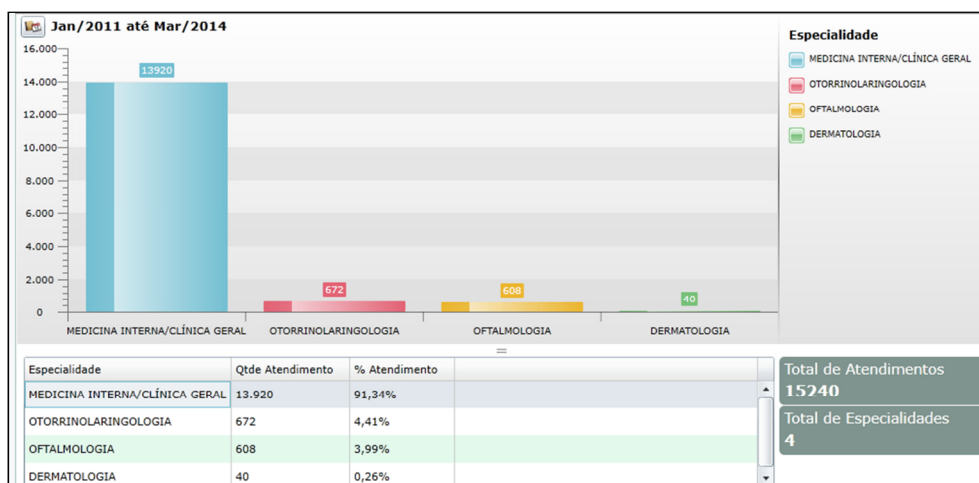 Jan/2011 até Mar/2014
Especialidade
MEDICINA INTERNA/CLÍNICA GERAL
OTORRINOLARINGOLOGIA
OFTALMOLOGIA
DERMATOLOGIA
16.000
14.000
12.000
10.000
8.000
6.000
4.000
2.000
0
13920
672
608
40
MEDICINA INTERNA/CLÍNICA GERAL OTORRINOLARINGOLOGIA OFTALMOLOGIA DERMATOLOGIA
Especialidade Qtde Atendimento % Atendimento
MEDICINA INTERNA/CLÍNICA GERAL 13.920 91,34%
OTORRINOLARINGOLOGIA 672 4,41%
OFTALMOLOGIA 608 3,99%
DERMATOLOGIA 40 0,26%
Total de Atendimentos
15240
Total de Especialidades
4